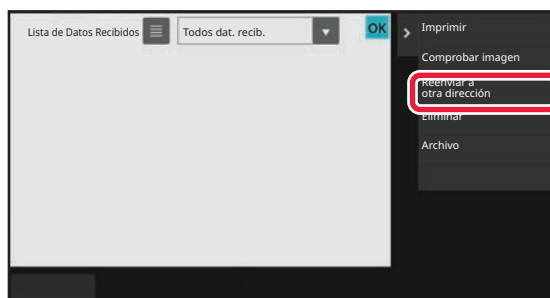 Lista de Datos Recibidos
Todos dat. recib.
OK
Imprimir
Comprobar imagen
Reenviar a
otra dirección
Eliminar
Archivo